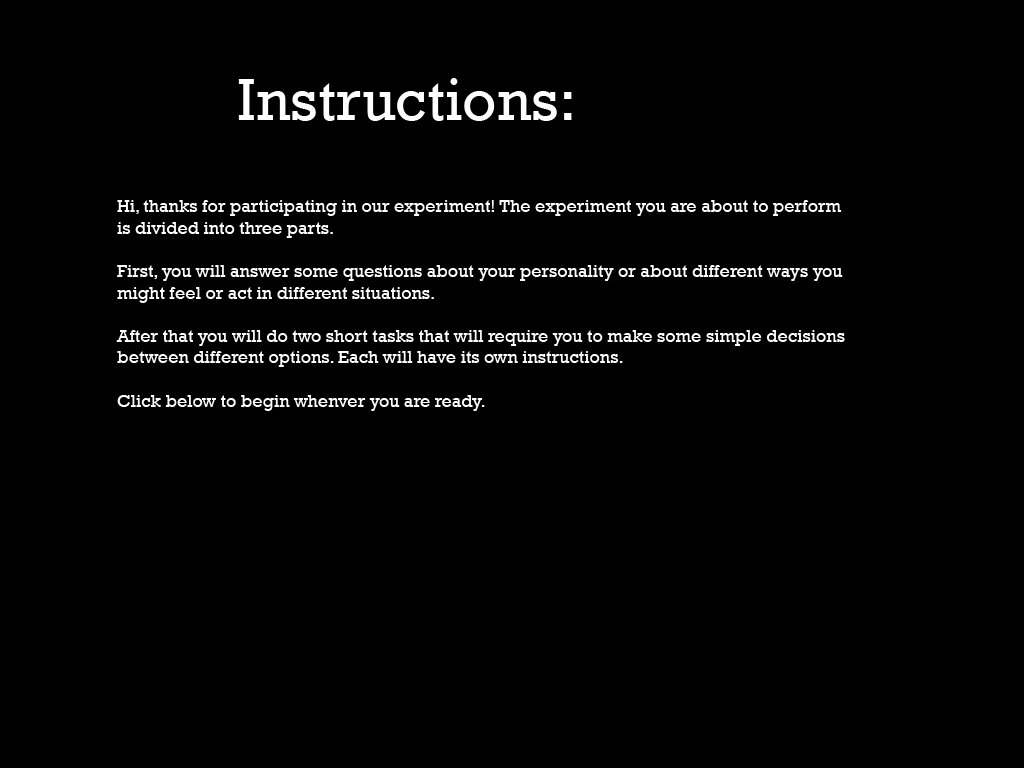 Instructions:
Hi, thanks for participating in our experiment! The experiment you are about to perform
is divided into three parts.
First, you will answer some questions about your personality or about different ways you
might feel or act in different situations.
After that you will do two short tasks that will require you to make some simple decisions
between different options. Each will have its own instructions.
Click below to begin whenver you are ready.